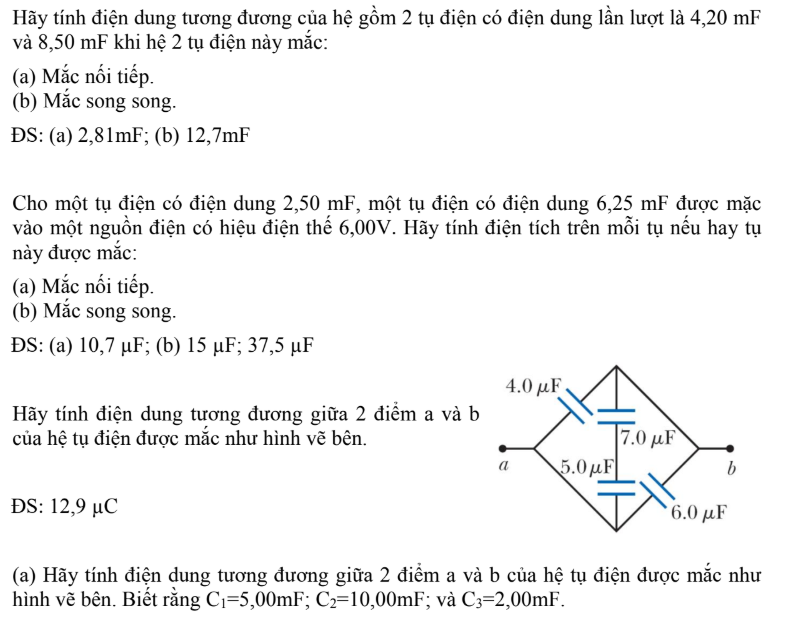 Hãy tính điện dung tương đương của hệ gồm 2 tụ điện có điện dung lần lượt là 4,20 mF
và 8,50 mF khi hệ 2 tụ điện này mắc:
(a) Mắc nối tiếp.
(b) Mắc song song.
ĐS: (a) 2,81mF; (b) 12,7mF
Cho một tụ điện có điện dung 2,50 mF, một tụ điện có điện dung 6,25 mF được mặc
vào một nguồn điện có hiệu điện thế 6,00V. Hãy tính điện tích trên mỗi tụ nếu hay tụ
này được mắc:
(a) Mắc nối tiếp.
(b) Mắc song song.
ĐS: (a) 10,7 μF; (b) 15 μF; 37,5 μF
Hãy tính điện dung tương đương giữa 2 điểm a và b
của hệ tụ điện được mắc như hình vẽ bên.
ĐS: 12,9 μC
4.0 μF
7.0 μF
a
5.0 μF
b
6.0 μF
(a) Hãy tính điện dung tương đương giữa 2 điểm a và b của hệ tụ điện được mắc như
hình vẽ bên. Biết rằng C₁=5,00mF; C₂=10,00mF; và C₃=2,00mF.